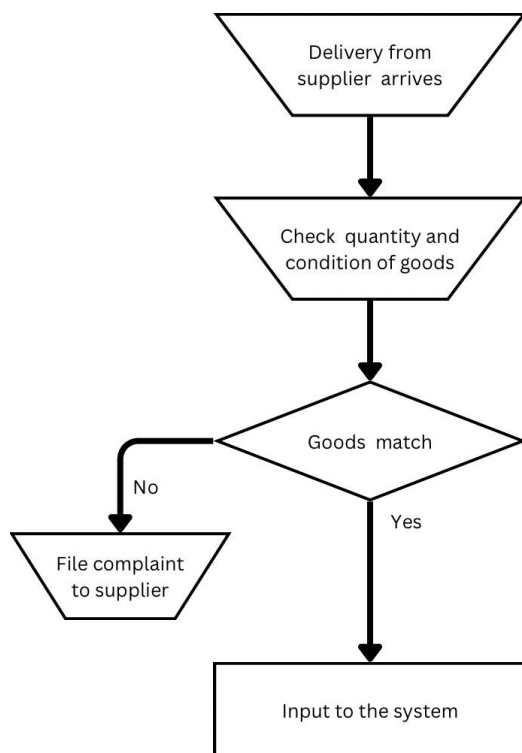 Delivery from
supplier arrives
Check quantity and
condition of goods
Goods match
No
Yes
File complaint
to supplier
Input to the system